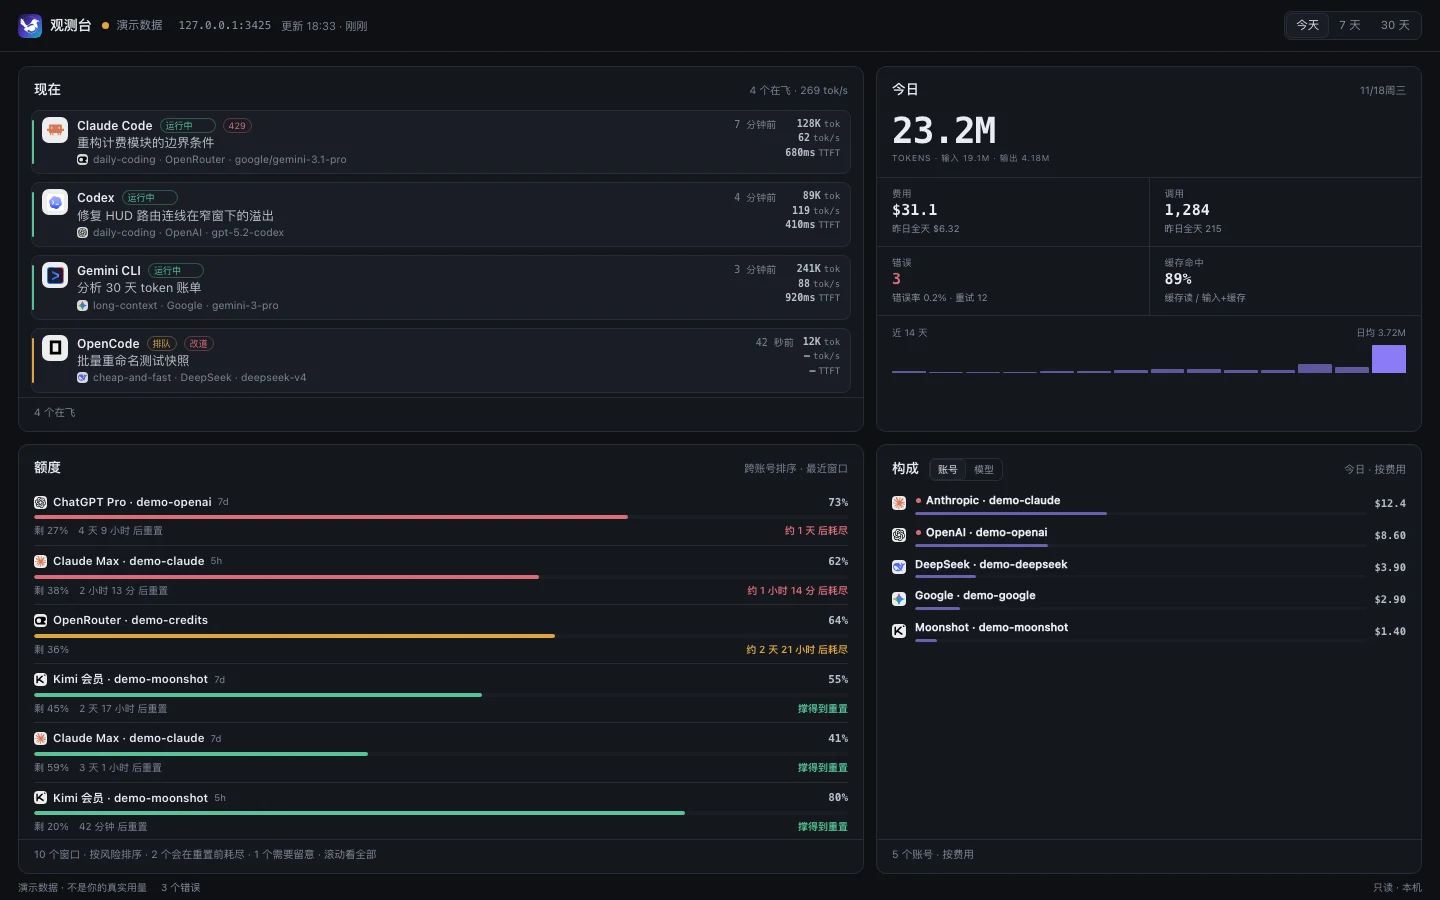 观测台 演示数据 127.0.0.1:3425 更新 18:33 · 刚刚
今天 7 天 30 天
现在 4 个在飞 · 269 tok/s
Claude Code 运行中 429 7 分钟前 128K tok
重构计费模块的边界条件 62 tok/s
daily-coding · OpenRouter · google/gemini-3.1-pro 680ms TTFT
Codex 运行中 4 分钟前 89K tok
修复 HUD 路由连线在窄窗下的溢出 119 tok/s
daily-coding · OpenAI · gpt-5.2-codex 410ms TTFT
Gemini CLI 运行中 3 分钟前 241K tok
分析 30 天 token 账单 88 tok/s
long-context · Google · gemini-3-pro 920ms TTFT
OpenCode 排队 改道 42 秒前 12K tok
批量重命名测试快照 — tok/s
cheap-and-fast · DeepSeek · deepseek-v4 — TTFT
4 个在飞
今日 11/18周三
23.2M
TOKENS · 输入 19.1M · 输出 4.18M
费用 调用
$31.1 1,284
昨日全天 $6.32 昨日全天 215
错误 缓存命中
3 89%
错误率 0.2% · 重试 12 缓存读 / 输入+缓存
近 14 天 日均 3.72M
额度 跨账号排序 · 最近窗口
ChatGPT Pro · demo-openai 7d 73%
剩 27% 4 天 9 小时 后重置 约 1 天 后耗尽
Claude Max · demo-claude 5h 62%
剩 38% 2 小时 13 分 后重置 约 1 小时 14 分 后耗尽
OpenRouter · demo-credits 64%
剩 36% 约 2 天 21 小时 后耗尽
Kimi 会员 · demo-moonshot 7d 55%
剩 45% 2 天 17 小时 后重置 撑得到重置
Claude Max · demo-claude 7d 41%
剩 59% 3 天 1 小时 后重置 撑得到重置
Kimi 会员 · demo-moonshot 5h 80%
剩 20% 42 分钟 后重置 撑得到重置
10 个窗口 · 按风险排序 · 2 个会在重置前耗尽 · 1 个需要留意 · 滚动看全部
构成 账号 模型 今日 · 按费用
Anthropic · demo-claude $12.4
OpenAI · demo-openai $8.60
DeepSeek · demo-deepseek $3.90
Google · demo-google $2.90
Moonshot · demo-moonshot $1.40
5 个账号 · 按费用
演示数据 · 不是你的真实用量 3 个错误 只读 · 本机